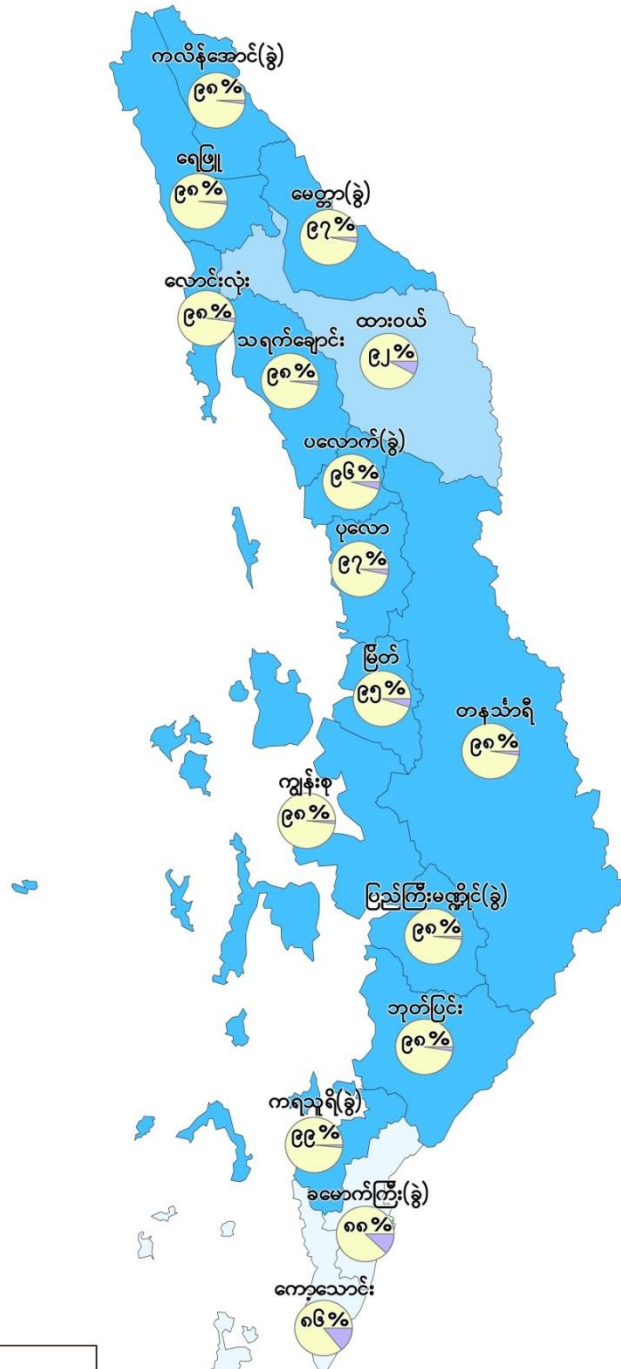 ကလိန်အောင်(ခွဲ)
၉၈%
ရေဖြူ
၉၈%
မေတ္တာ(ခွဲ)
၉၇%
လောင်းလုံး
၉၈%
ထားဝယ်
၉၂%
သရက်ချောင်း
၉၈%
ပလောက်(ခွဲ)
၉၆%
ပုလော
၉၇%
မြိတ်
၉၅%
တနင်္သာရီ
၉၈%
ကျွန်းစု
၉၈%
ပြည်ကြီးမဏ္ဍိုင်(ခွဲ)
၉၈%
ဘုတ်ပြင်း
၉၈%
ကရသူရိ(ခွဲ)
၉၉%
ခမောက်ကြီး(ခွဲ)
၈၈%
ကော့သောင်း
၈၆%